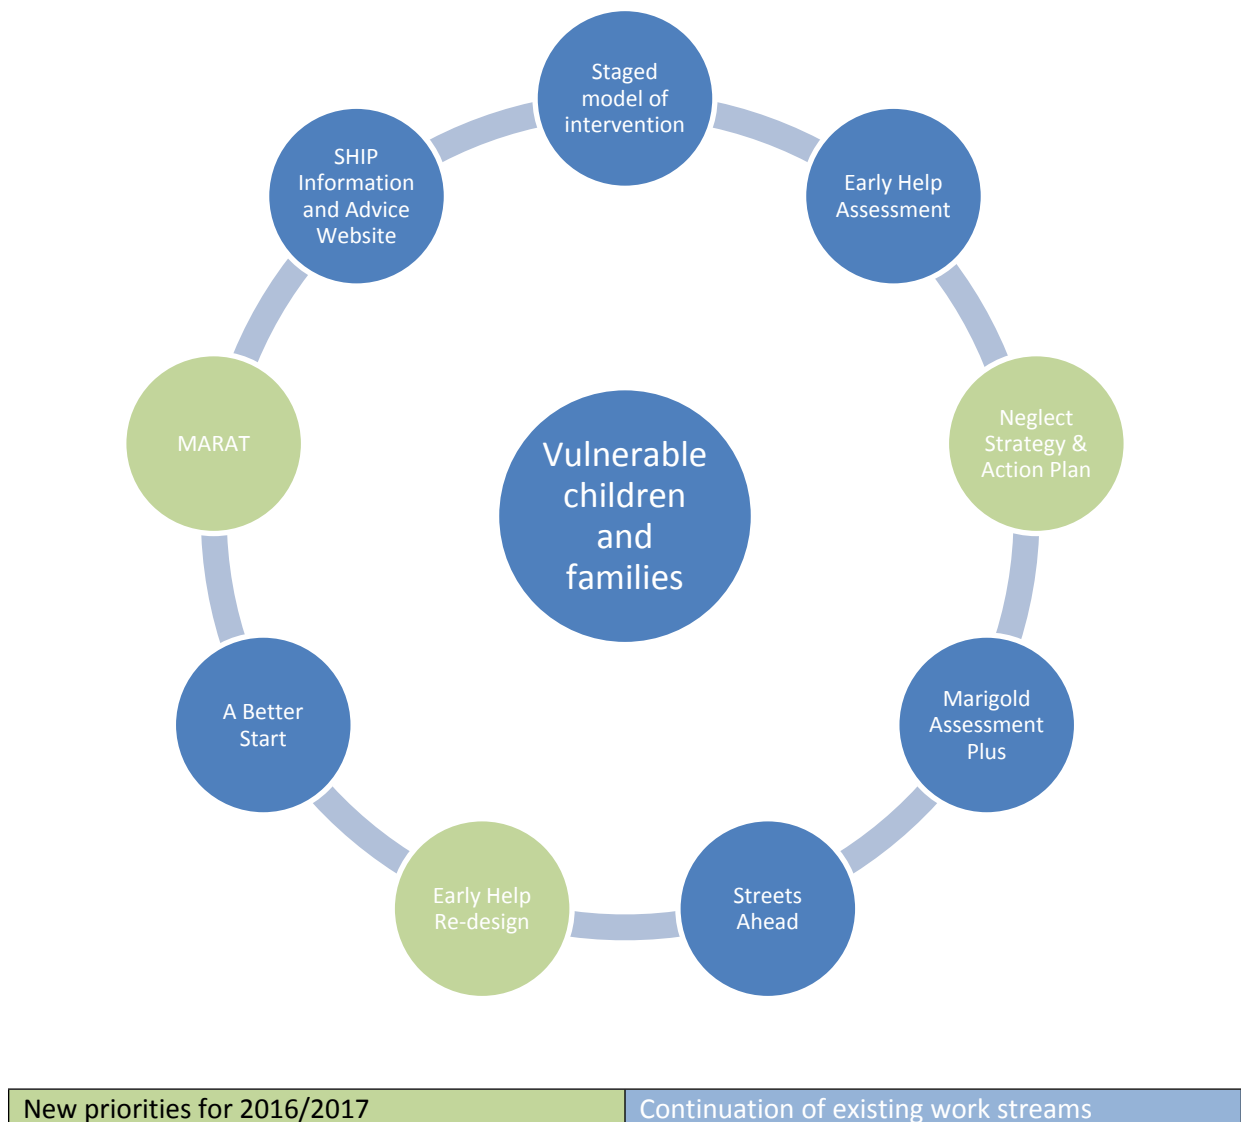 Staged
model of
intervention
Early Help
Assessment
Neglect
Strategy &
Action Plan
Marigold
Assessment
Plus
Streets
Ahead
Early Help
Re-design
A Better
Start
MARAT
SHIP
Information
and Advice
Website
Vulnerable
children
and
families
New priorities for 2016/2017
Continuation of existing work streams